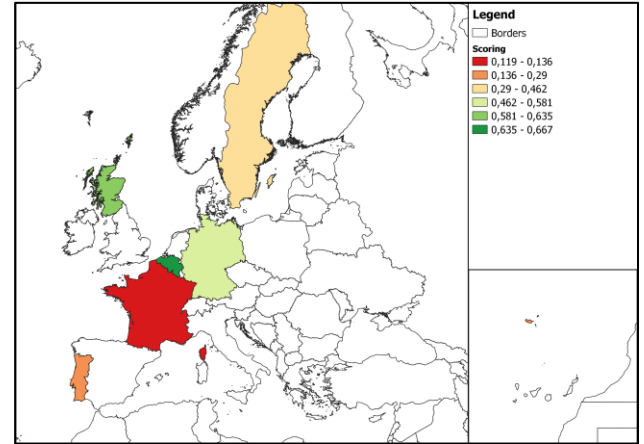 Legend
Borders
Scoring
0,119 - 0,136
0,136 - 0,29
0,29 - 0,462
0,462 - 0,581
0,581 - 0,635
0,635 - 0,667